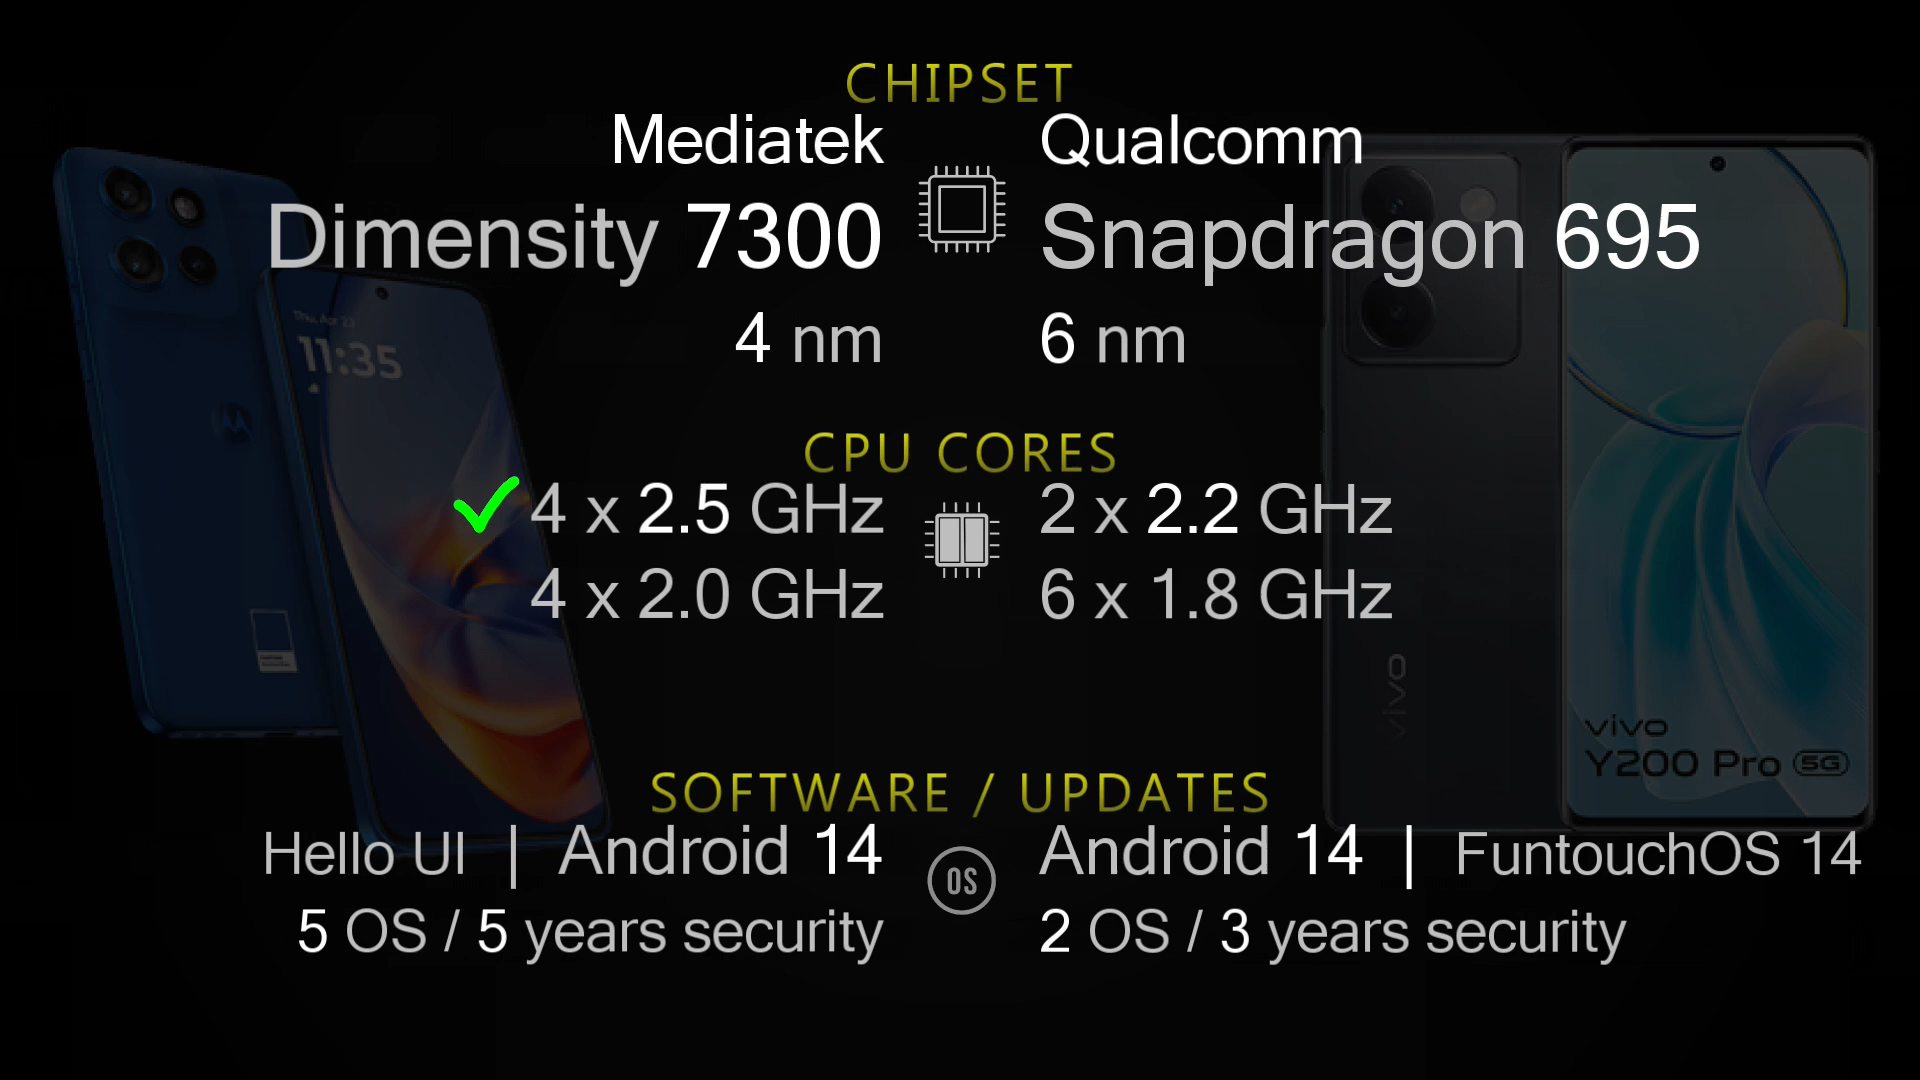 CHIPSET
Mediatek
Qualcomm
Dimensity 7300
Snapdragon 695
4 nm
6 nm
Thu, Apr 23
11:35
CPU CORES
4 x 2.5 GHz
2 x 2.2 GHz
4 x 2.0 GHz
6 x 1.8 GHz
vivo
vivo
Y200 Pro 5G
SOFTWARE / UPDATES
Hello UI | Android 14
OS
Android 14 | FuntouchOS 14
5 OS / 5 years security
2 OS / 3 years security